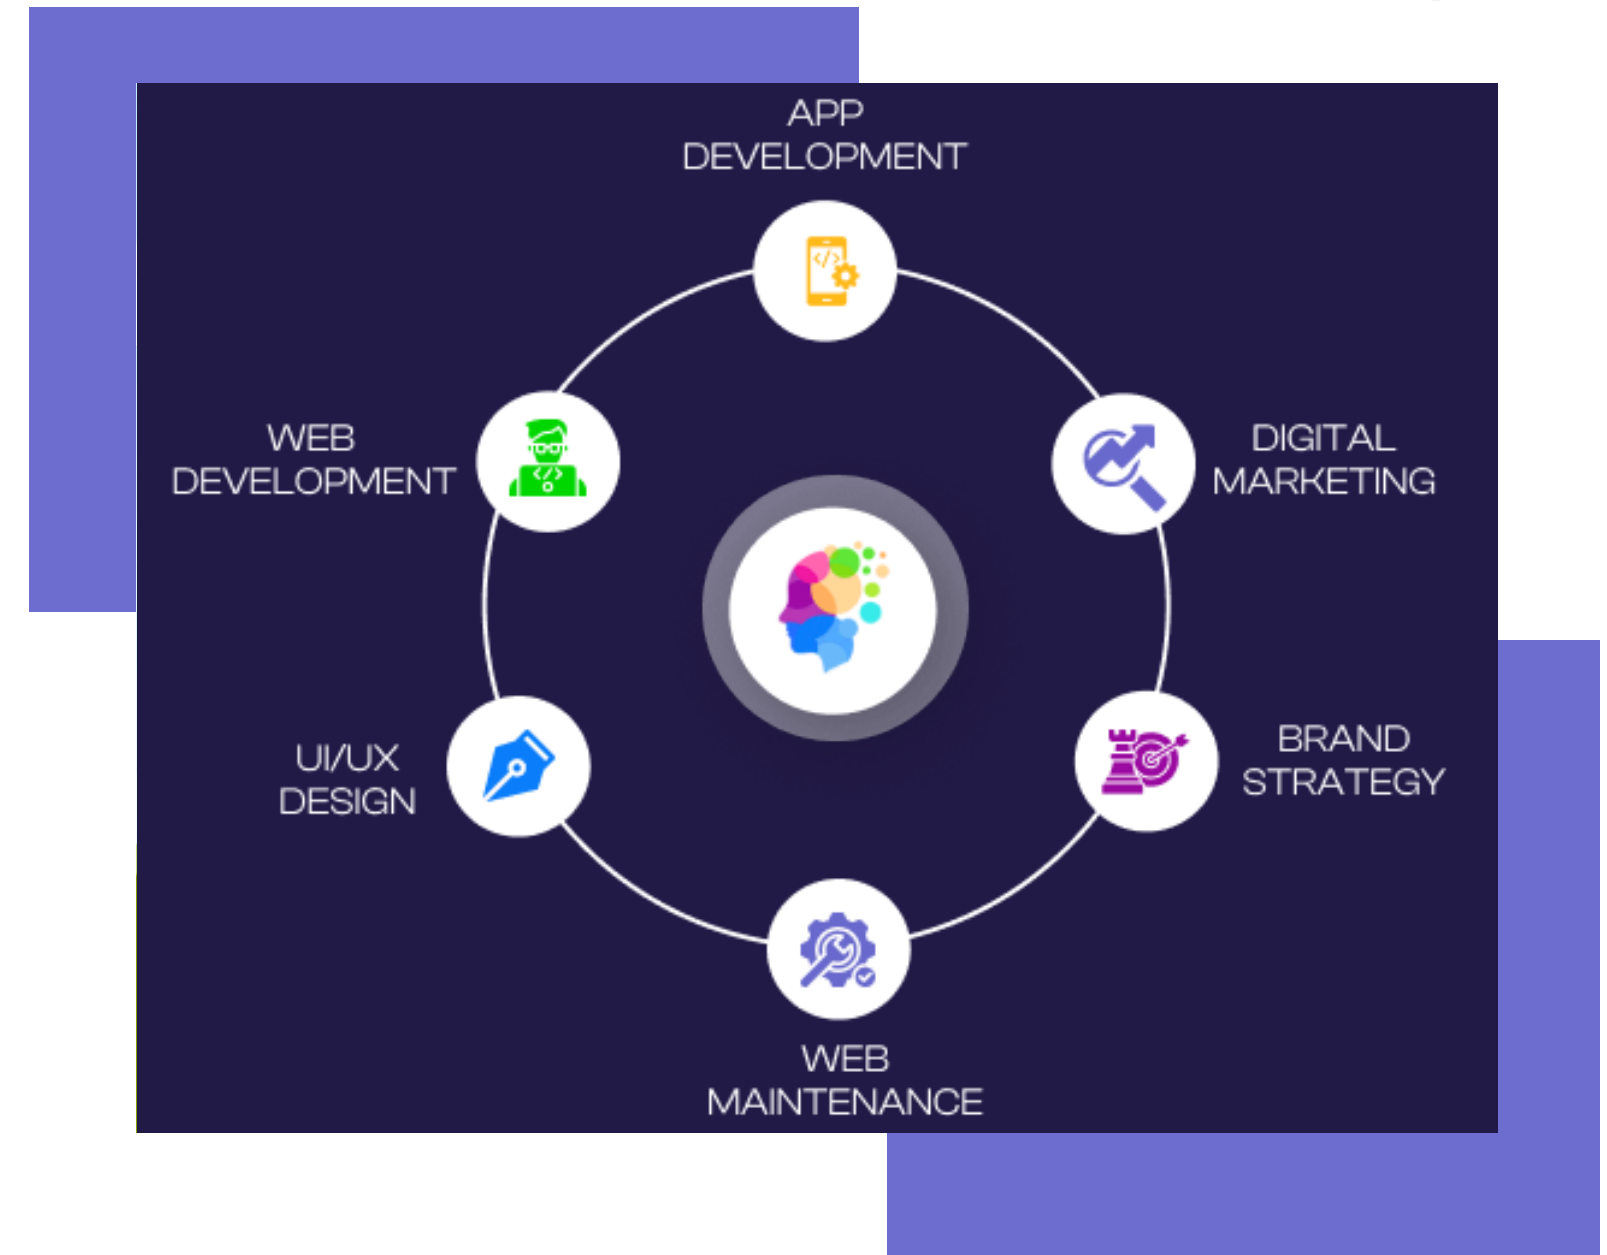 APP
DEVELOPMENT
WEB
DEVELOPMENT
DIGITAL
MARKETING
UI/UX
DESIGN
BRAND
STRATEGY
WEB
MAINTENANCE